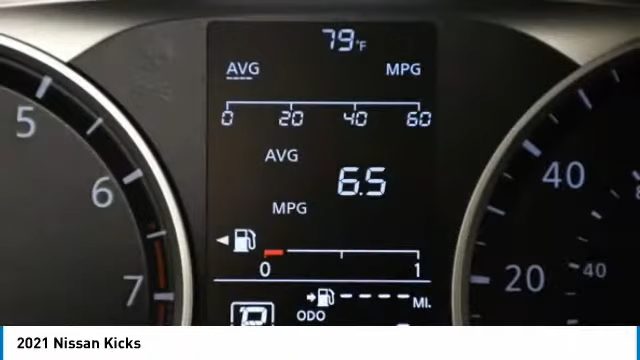 79°F
AVG MPG
0 20 40 60
5
AVG
6.5
40
6
MPG
0 1
20 40
7
---- MI.
P ODO
2021 Nissan Kicks